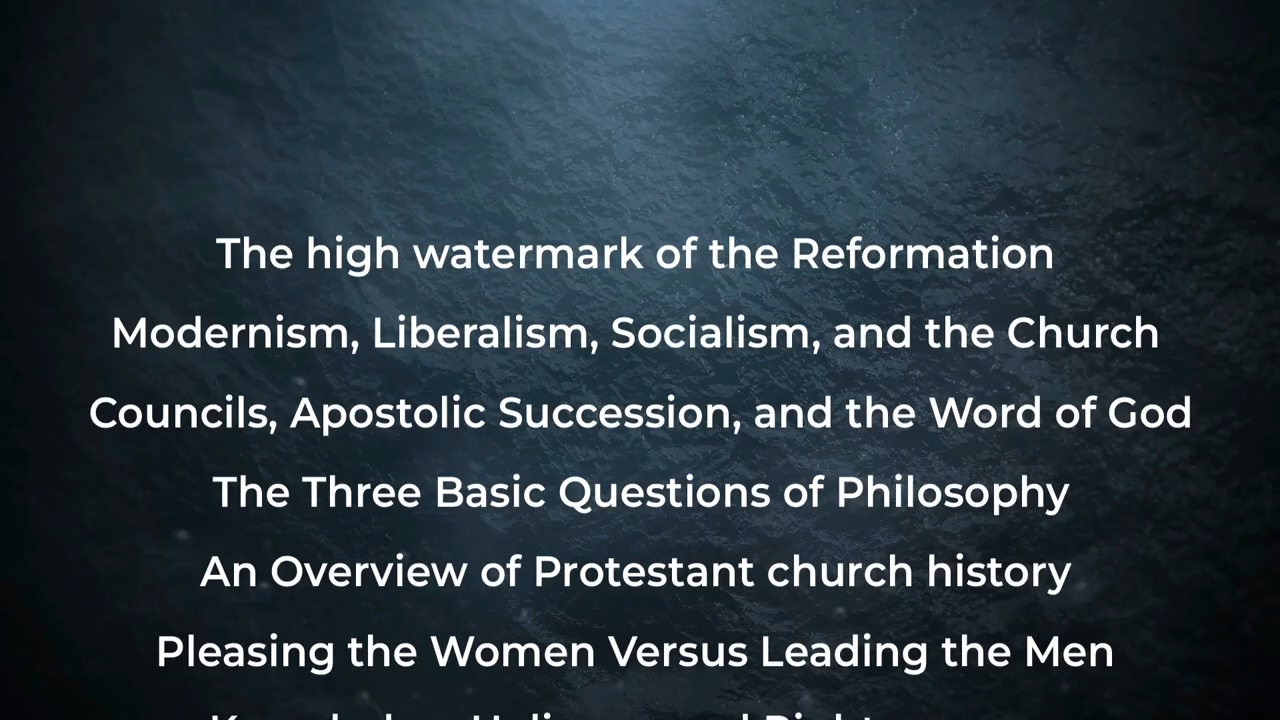 The high watermark of the Reformation
Modernism, Liberalism, Socialism, and the Church
Councils, Apostolic Succession, and the Word of God
The Three Basic Questions of Philosophy
An Overview of Protestant church history
Pleasing the Women Versus Leading the Men